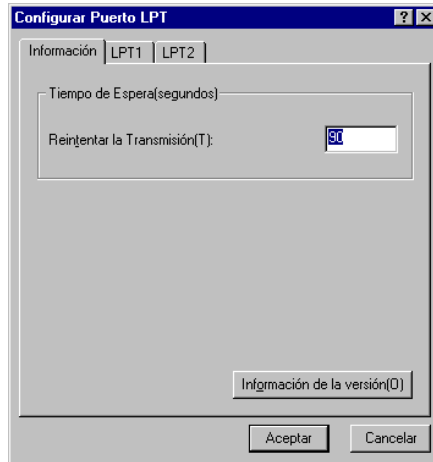 Configurar Puerto LPT
Información LPT1 LPT2
Tiempo de Espera(segundos)
Reintentar la Transmisión(T): 90
Información de la versión(O)
Aceptar Cancelar